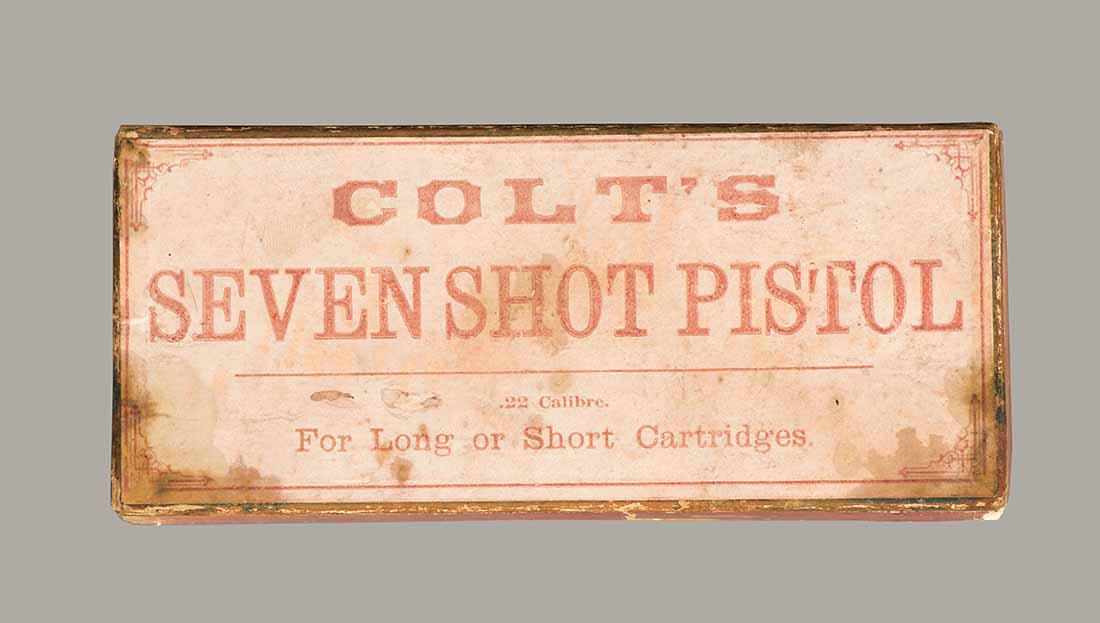 COLT'S
SEVEN SHOT PISTOL
.22 Calibre.
For Long or Short Cartridges.